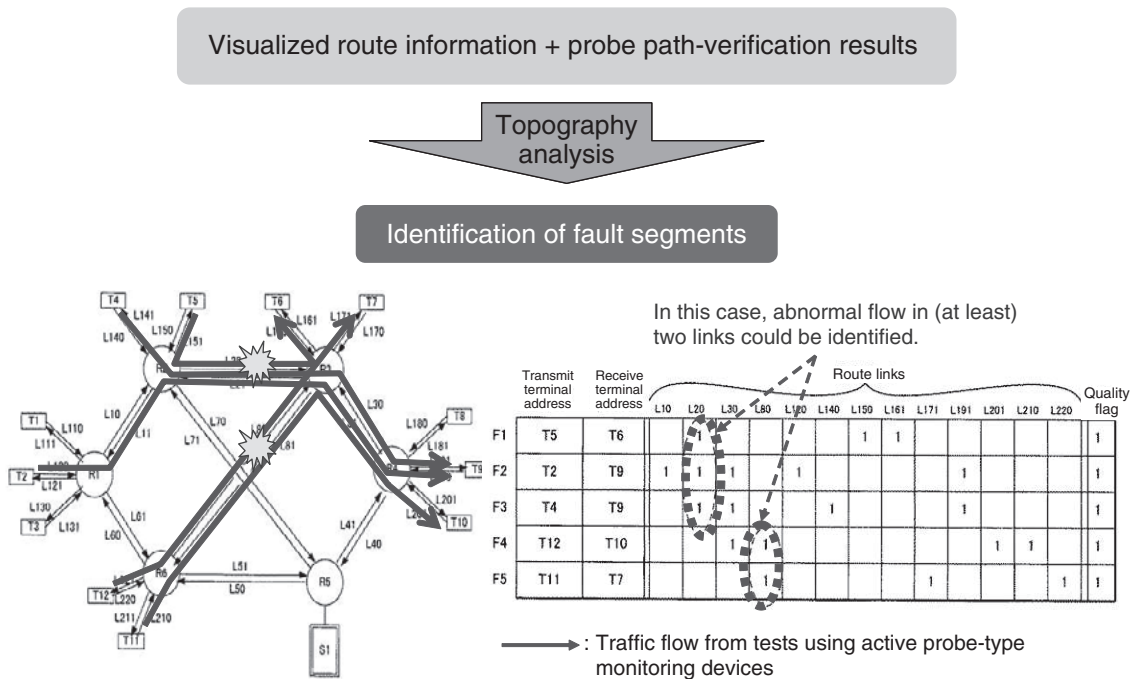 Visualized route information + probe path-verification results
Topography
analysis
Identification of fault segments
T4
T5
T6
T7
L141
L140
L150
L151
L161
L170
T1
L110
L111
T2
L121
L130
T3
L131
L10
L11
R1
L70
L71
L81
L30
L180
T8
L181
T9
L201
T10
L61
L60
L41
L40
R6
L51
L50
R5
T12
L220
L211
L210
T11
S1
In this case, abnormal flow in (at least)
two links could be identified.
Route links
Transmit
terminal
address
Receive
terminal
address
L10 L20 L30 L80 L120 L140 L150 L161 L171 L191 L201 L210 L220
Quality
flag
F1 T5 T6 1 1 1 1
F2 T2 T9 1 1 1 1 1 1
F3 T4 T9 1 1 1 1 1
F4 T12 T10 1 1 1 1 1
F5 T11 T7 1 1 1 1
: Traffic flow from tests using active probe-type
monitoring devices